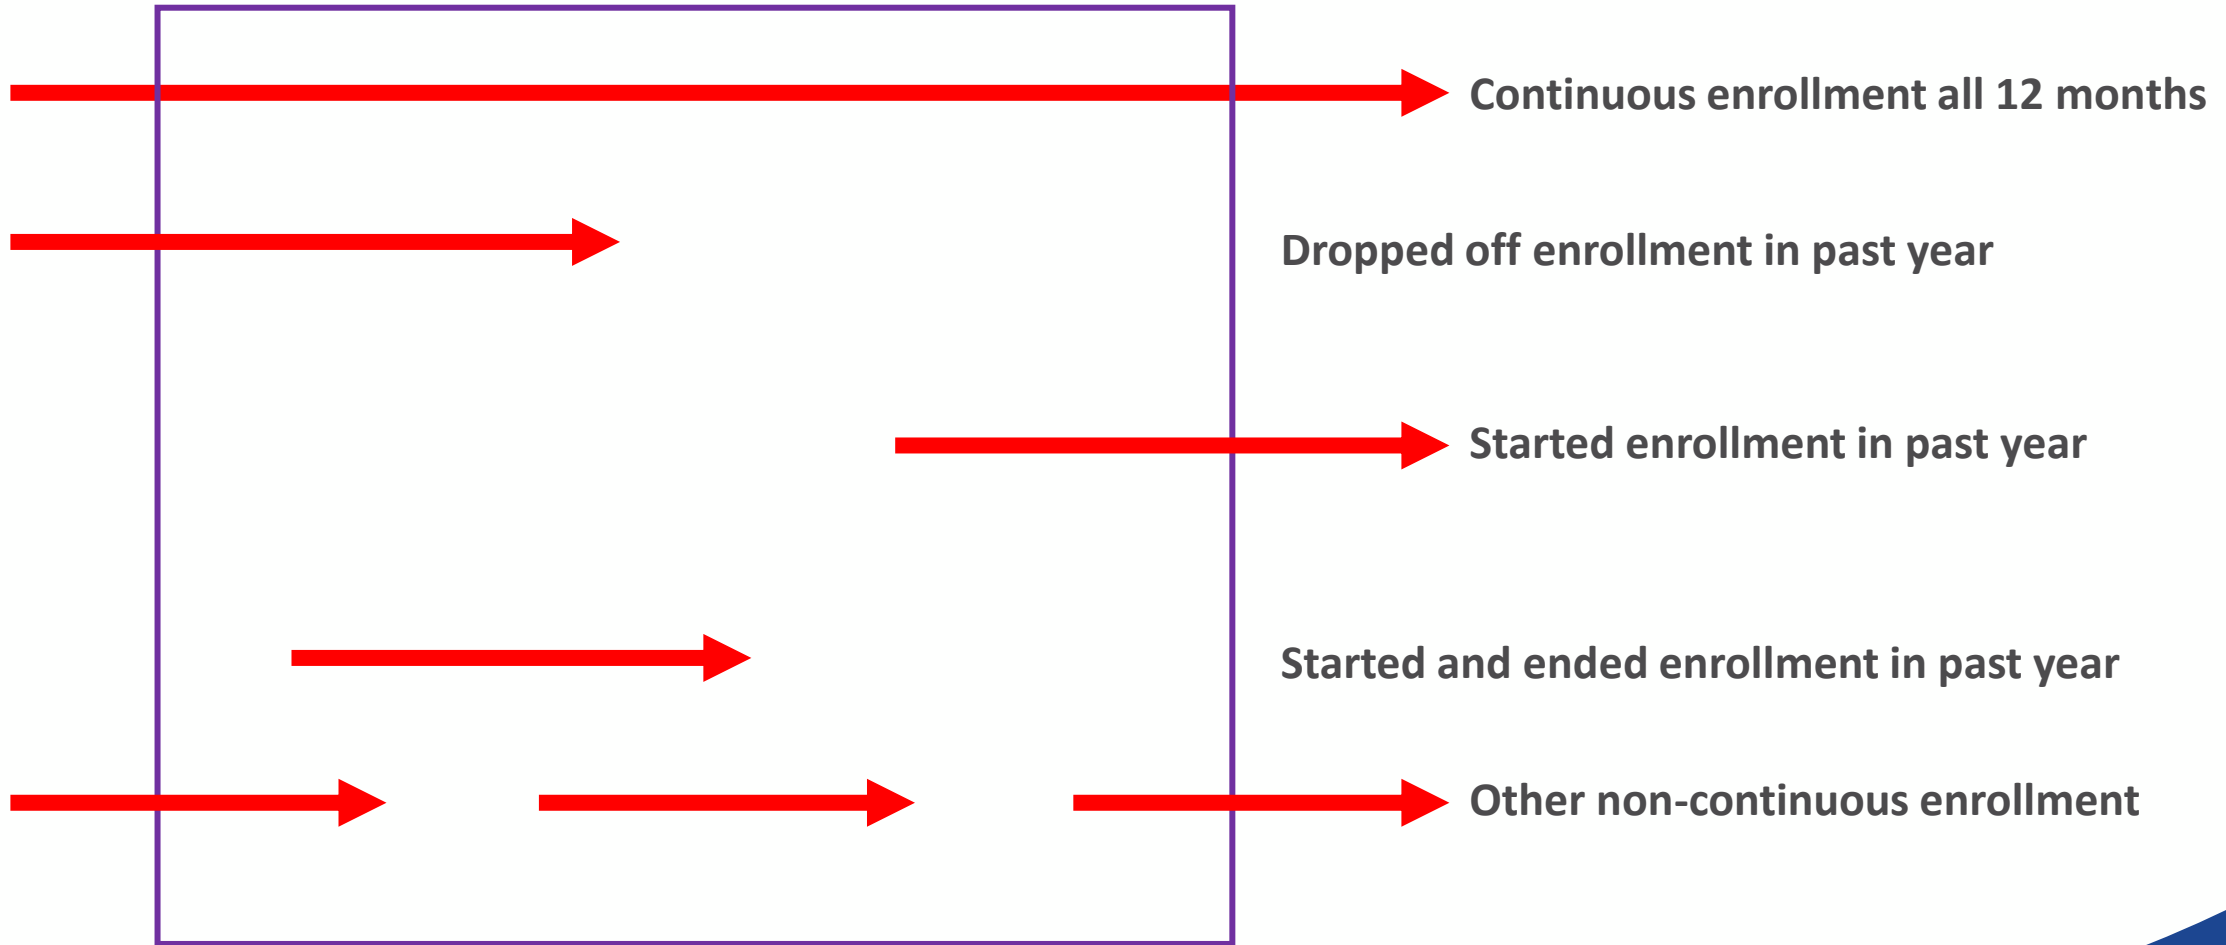 Continuous enrollment all 12 months
Dropped off enrollment in past year
Started enrollment in past year
Started and ended enrollment in past year
Other non-continuous enrollment